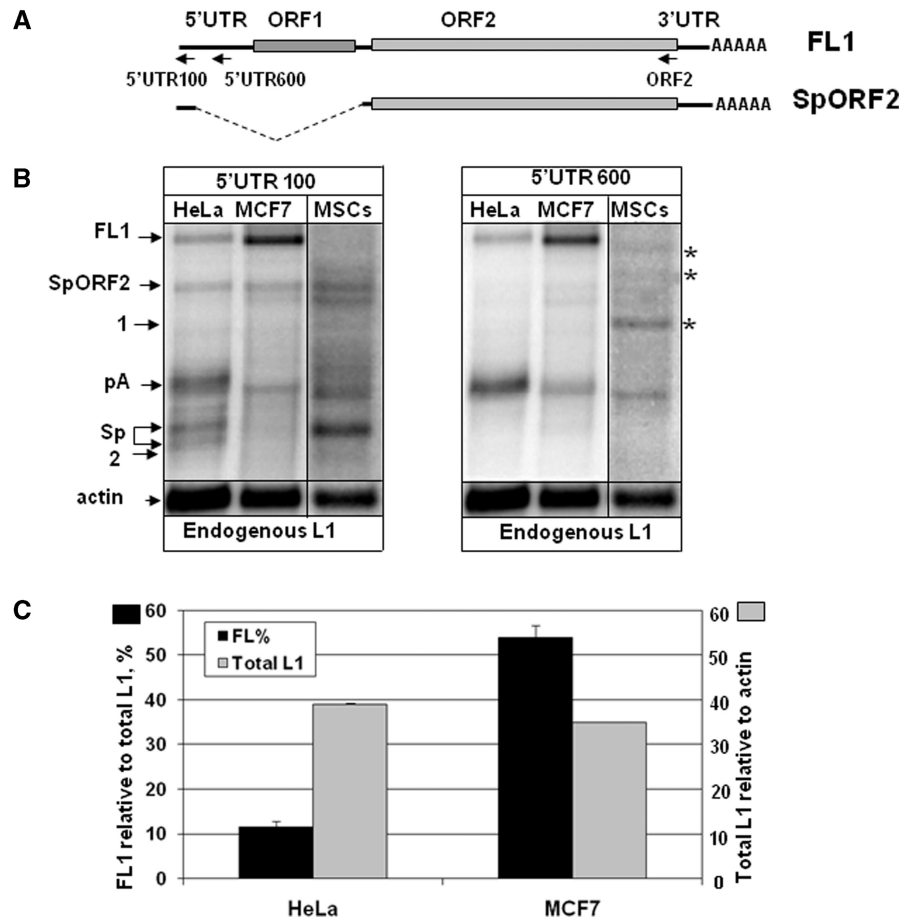 A
5'UTR ORF1 ORF2 3'UTR
AAAAA FL1
5'UTR100 5'UTR600 ORF2
AAAAA SpORF2
B
5'UTR 100
HeLa MCF7 MSCs
FL1
SpORF2
1
pA
Sp
2
actin
Endogenous L1
5'UTR 600
HeLa MCF7 MSCs
*
*
*
Endogenous L1
C
FL1 relative to total L1, %
60
50
40
30
20
10
0
FL%
Total L1
60
50
40
30
20
10
0
Total L1 relative to actin
HeLa MCF7